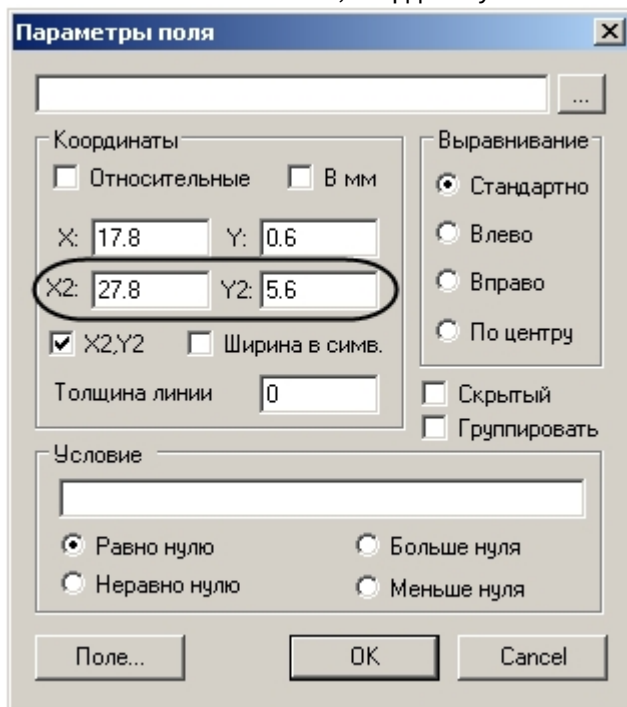 Параметры поля
...
Координаты
Выравнивание
Относительные В мм
Стандартно
X: 17.8 Y: 0.6
Влево
X2: 27.8 Y2: 5.6
Вправо
X2,Y2 Ширина в симв.
По центру
Толщина линии 0
Скрытый
Группировать
Условие
Равно нулю Больше нуля
Неравно нулю Меньше нуля
Поле... OK Cancel